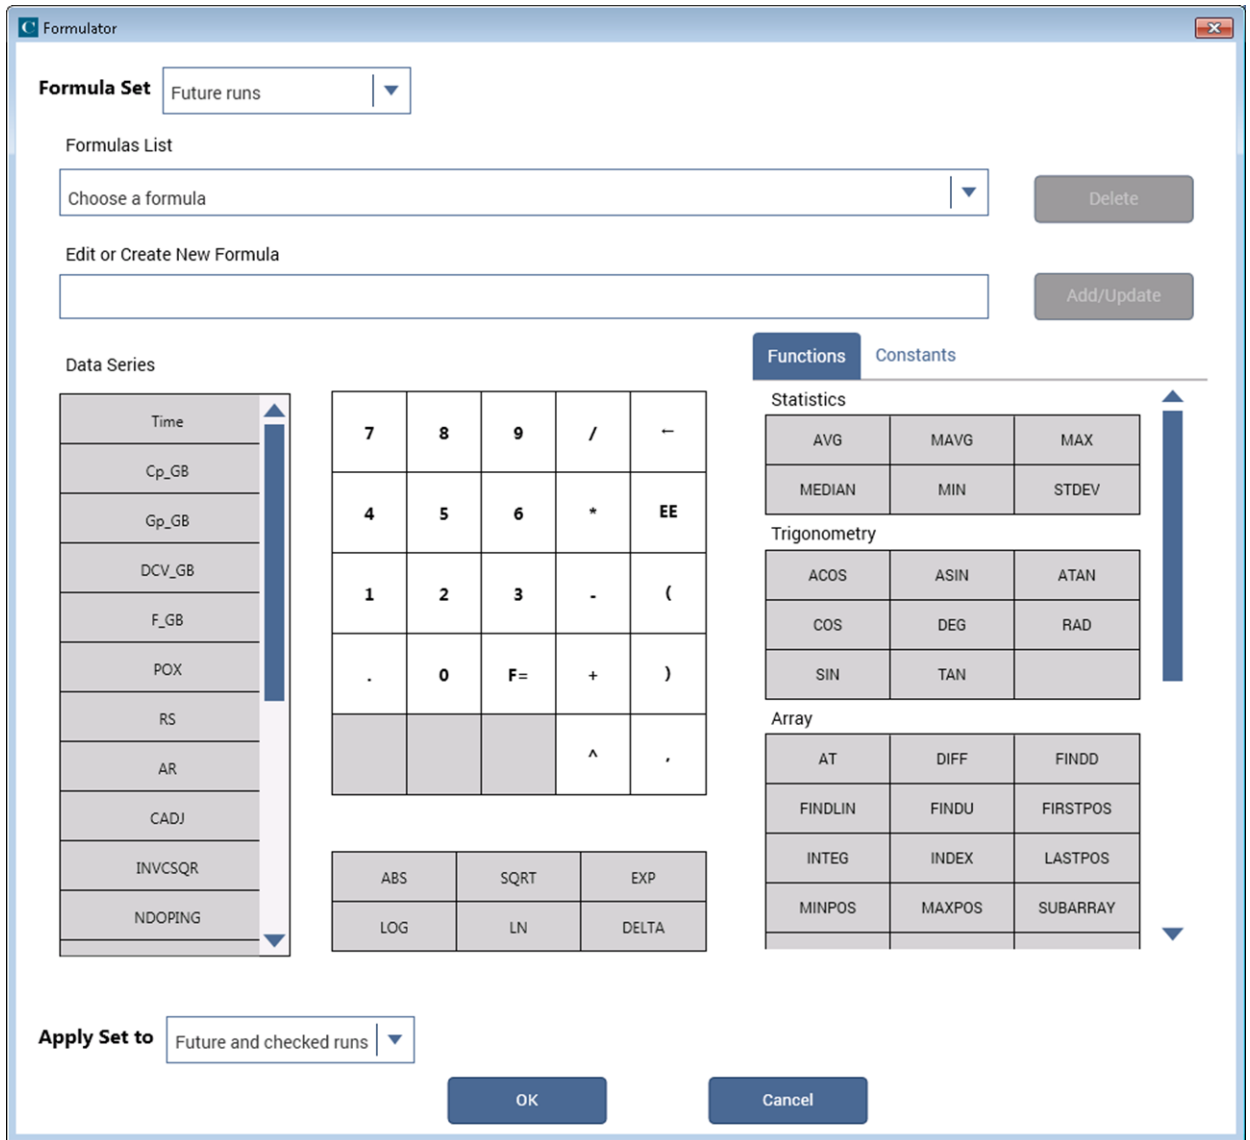 C Formulator
Formula Set Future runs
Formulas List
Choose a formula Delete
Edit or Create New Formula
Add/Update
Functions Constants
Data Series
Time
Cp_GB
Gp_GB
DCV_GB
F_GB
POX
RS
AR
CADJ
INVCSQR
NDOPING
7 8 9 / ←
4 5 6 * EE
1 2 3 - (
. 0 F= + )
^ ,
ABS SQRT EXP
LOG LN DELTA
Statistics
AVG MAVG MAX
MEDIAN MIN STDEV
Trigonometry
ACOS ASIN ATAN
COS DEG RAD
SIN TAN
Array
AT DIFF FINDD
FINDLIN FINDU FIRSTPOS
INTEG INDEX LASTPOS
MINPOS MAXPOS SUBARRAY
Apply Set to Future and checked runs
OK Cancel